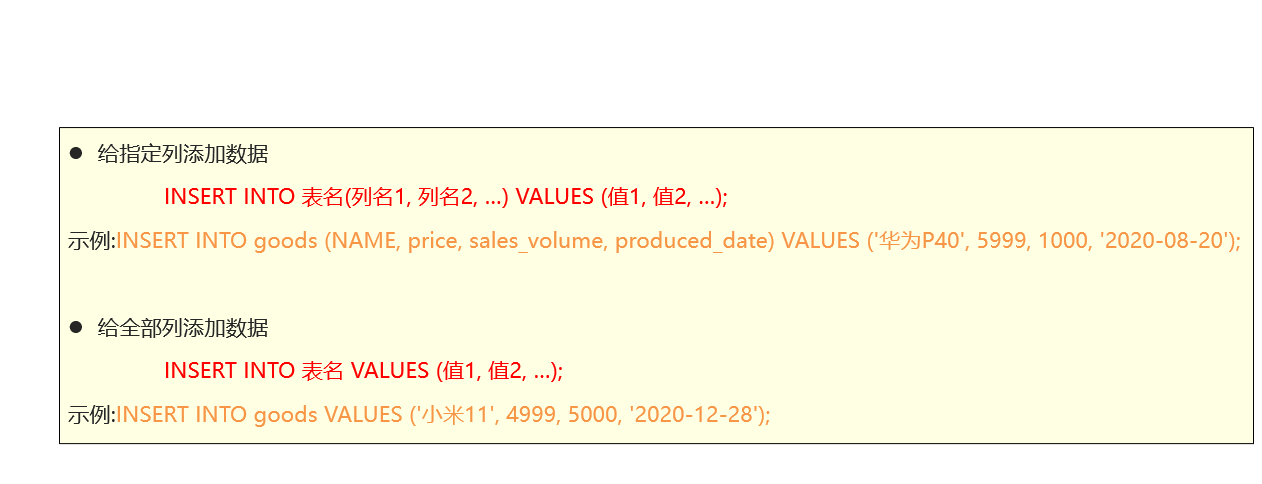 ● 给指定列添加数据
INSERT INTO 表名(列名1, 列名2, …) VALUES (值1, 值2, …);
示例:INSERT INTO goods (NAME, price, sales_volume, produced_date) VALUES ('华为P40', 5999, 1000, '2020-08-20');
● 给全部列添加数据
INSERT INTO 表名 VALUES (值1, 值2, …);
示例:INSERT INTO goods VALUES ('小米11', 4999, 5000, '2020-12-28');